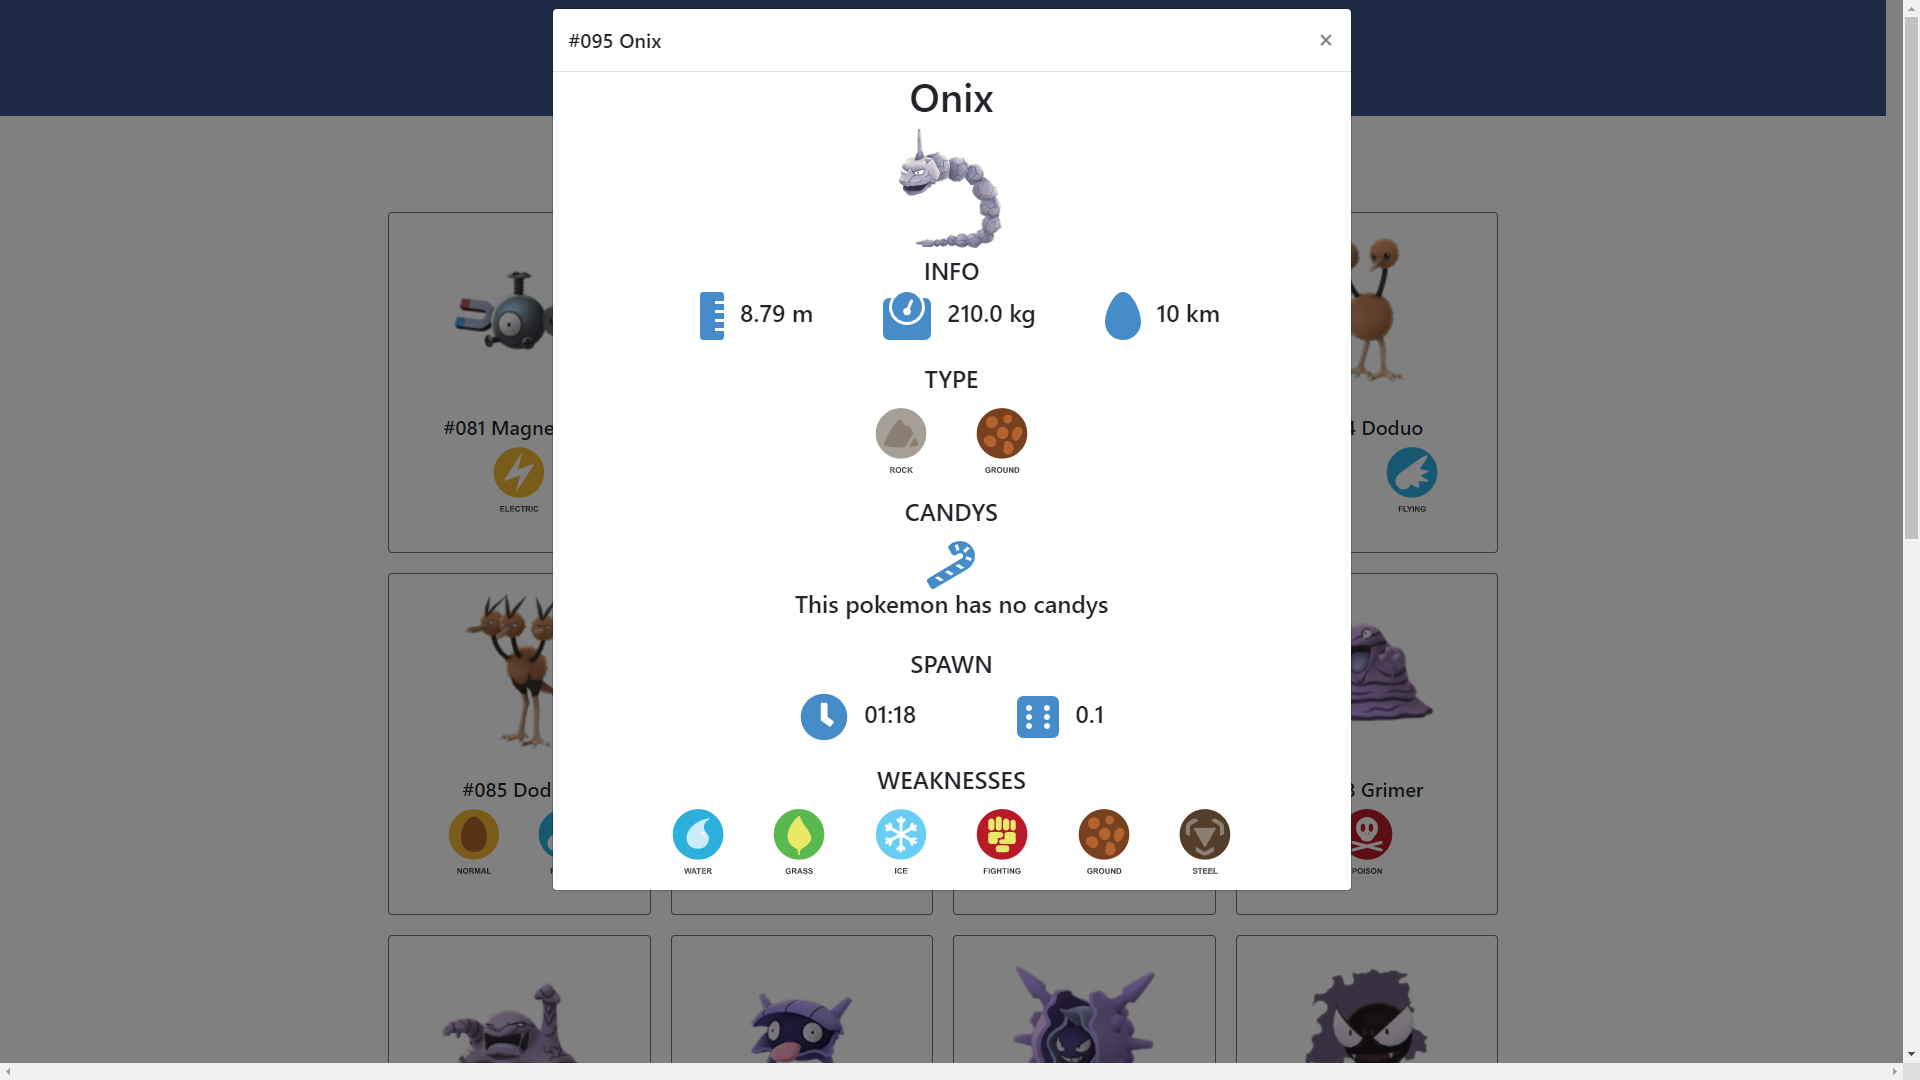 #095 Onix
×
Onix
INFO
8.79 m
210.0 kg
10 km
TYPE
ROCK
GROUND
CANDYS
This pokemon has no candys
SPAWN
01:18
0.1
WEAKNESSES
WATER
GRASS
ICE
FIGHTING
GROUND
STEEL
#081 Magne
ELECTRIC
4 Doduo
FLYING
#085 Dod
NORMAL
Grimer
POISON